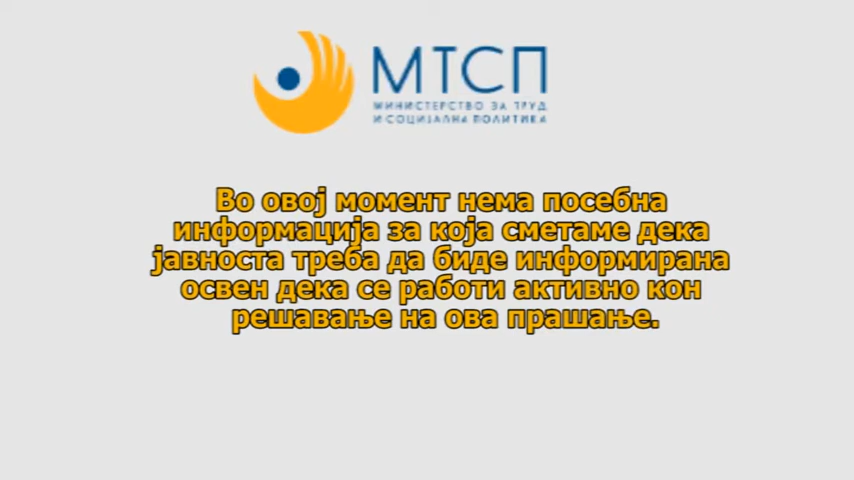 МТСП
МИНИСТЕРСТВО ЗА ТРУД
И СОЦИЈАЛНА ПОЛИТИКА
Во овој момент нема посебна
информација за која сметаме дека
јавноста треба да биде информирана
освен дека се работи активно кон
решавање на ова прашање.